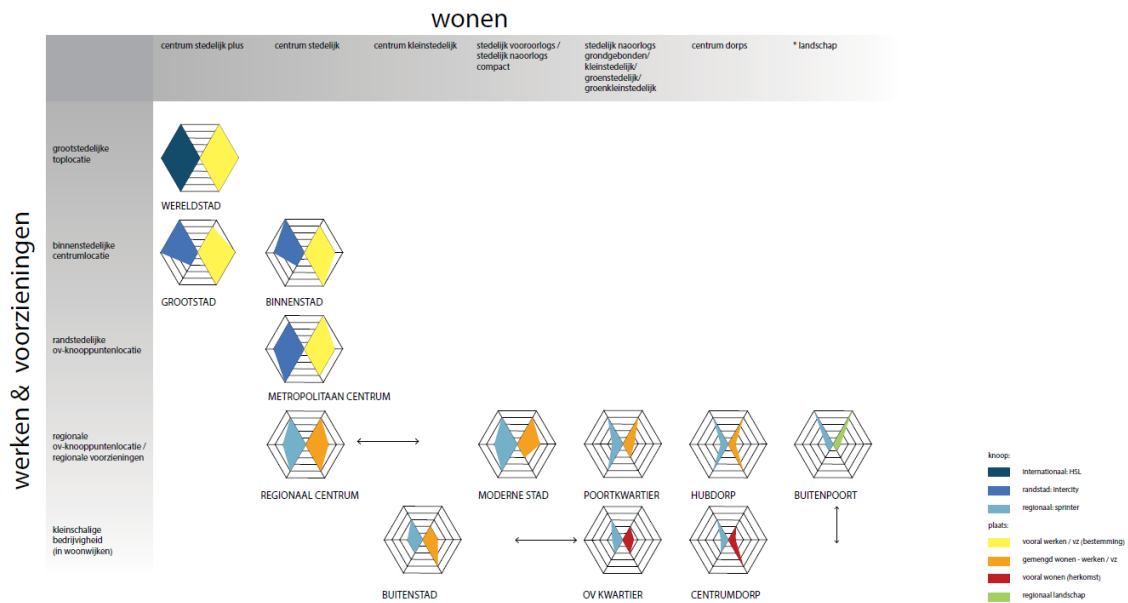 wonen
centrum stedelijk plus
centrum stedelijk
centrum kleinstedelijk
stedelijk vooroorlogs /
stedelijk naoorlogs
compact
stedelijk naoorlogs
grondgebonden/
kleinstedelijk/
groenstedelijk/
groenkleinstedelijk
centrum dorps
* landschap
werken & voorzieningen
grootstedelijke
toplocatie
WERELDSTAD
binnenstedelijke
centrumlocatie
GROOTSTAD
BINNENSTAD
randstedelijke
ov-knooppuntenlocatie
METROPOLITAAN CENTRUM
regionale
ov-knooppuntenlocatie /
regionale voorzieningen
REGIONAAL CENTRUM
MODERNE STAD
POORTKWARTIER
HUBDORP
BUITENPOORT
kleinschalige
bedrijvigheid
(in woonwijken)
BUITENSTAD
OV KWARTIER
CENTRUMDORP
knoop:
internationaal: HSL
randstad: intercity
regionaal: sprinter
plaats:
vooral werken / vz (bestemming)
gemengd wonen - werken / vz
vooral wonen (herkomst)
regionaal landschap